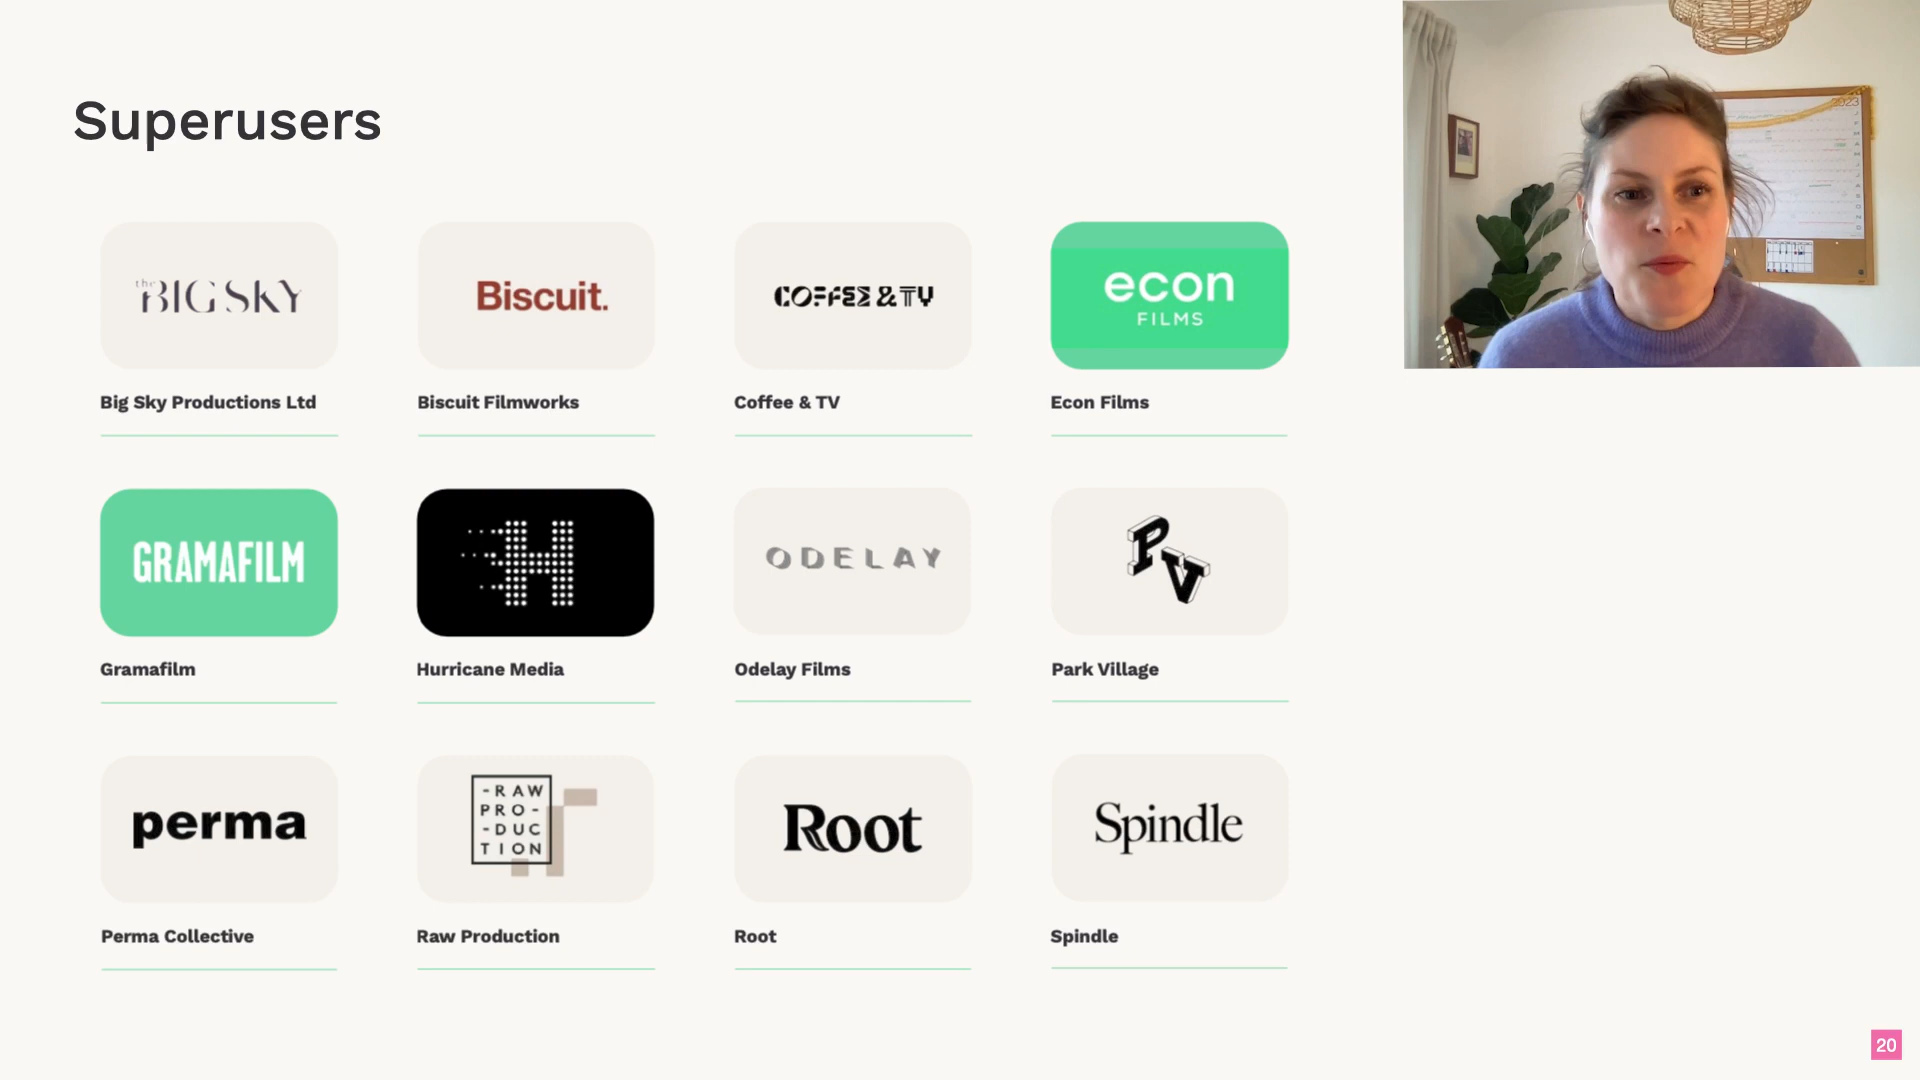 Superusers
2023
the
BIG SKY
Biscuit.
COFFEE & TV
econ
FILMS
Big Sky Productions Ltd
Biscuit Filmworks
Coffee & TV
Econ Films
GRAMAFILM
H
ODELAY
PV
Gramafilm
Hurricane Media
Odelay Films
Park Village
perma
-RAW
PRO-
-DUC
TION
Root
Spindle
Perma Collective
Raw Production
Root
Spindle
20